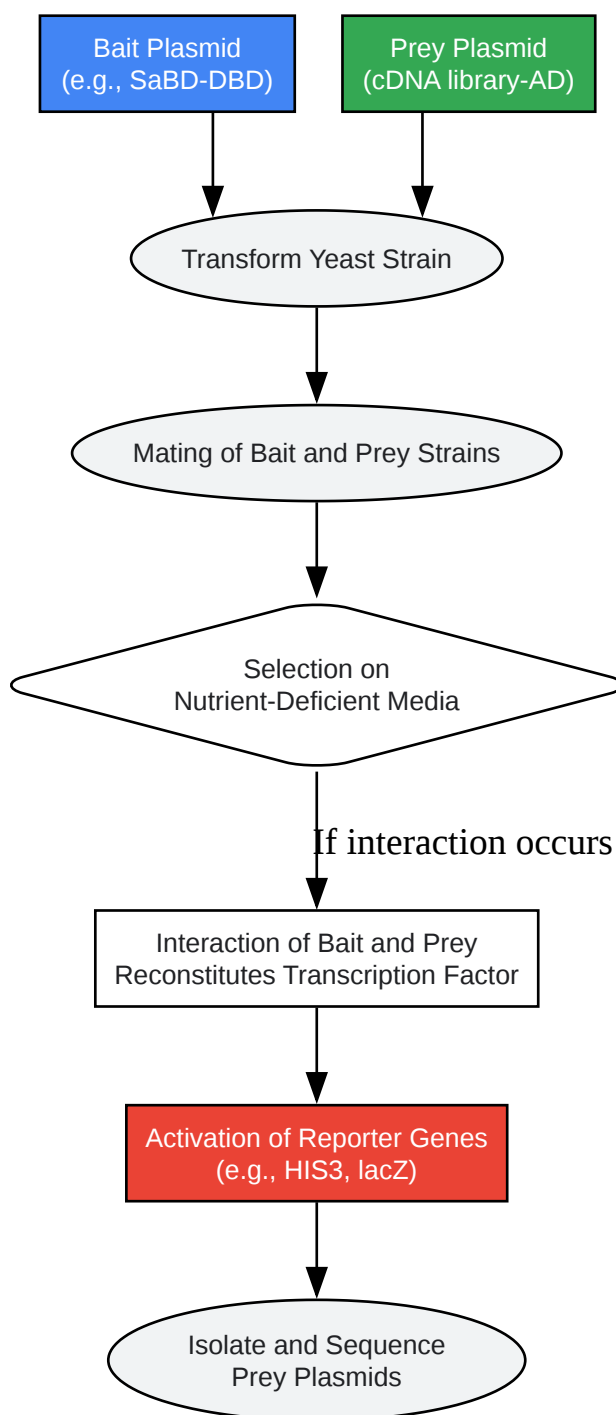 Bait Plasmid
(e.g., SaBD-DBD)
Prey Plasmid
(cDNA library-AD)
Transform Yeast Strain
Mating of Bait and Prey Strains
Selection on
Nutrient-Deficient Media
If interaction occurs
Interaction of Bait and Prey
Reconstitutes Transcription Factor
Activation of Reporter Genes
(e.g., HIS3, lacZ)
Isolate and Sequence
Prey Plasmids